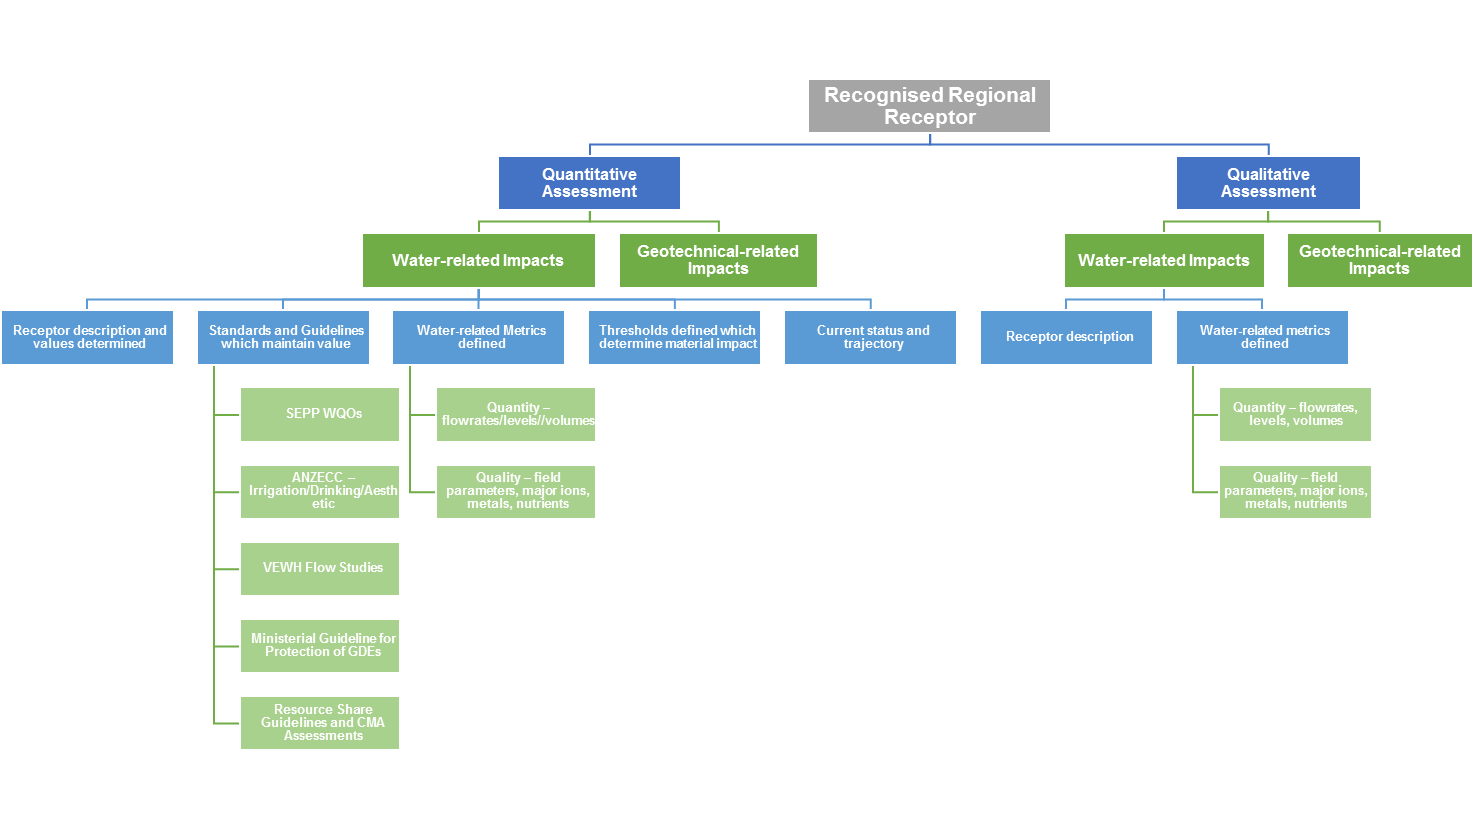 Recognised Regional
Receptor
Quantitative
Assessment
Qualitative
Assessment
Water-related Impacts
Geotechnical-related
Impacts
Water-related Impacts
Geotechnical-related
Impacts
Receptor description and
values determined
Standards and Guidelines
which maintain value
Water-related Metrics
defined
Thresholds defined which
determine material impact
Current status and
trajectory
Receptor description
Water-related metrics
defined
SEPP WQOs
ANZECC –
Irrigation/Drinking/Aesth
etic
VEWH Flow Studies
Ministerial Guideline for
Protection of GDEs
Resource Share
Guidelines and CMA
Assessments
Quantity –
flowrates/levels//volumes
Quality – field
parameters, major ions,
metals, nutrients
Quantity – flowrates,
levels, volumes
Quality – field
parameters, major ions,
metals, nutrients